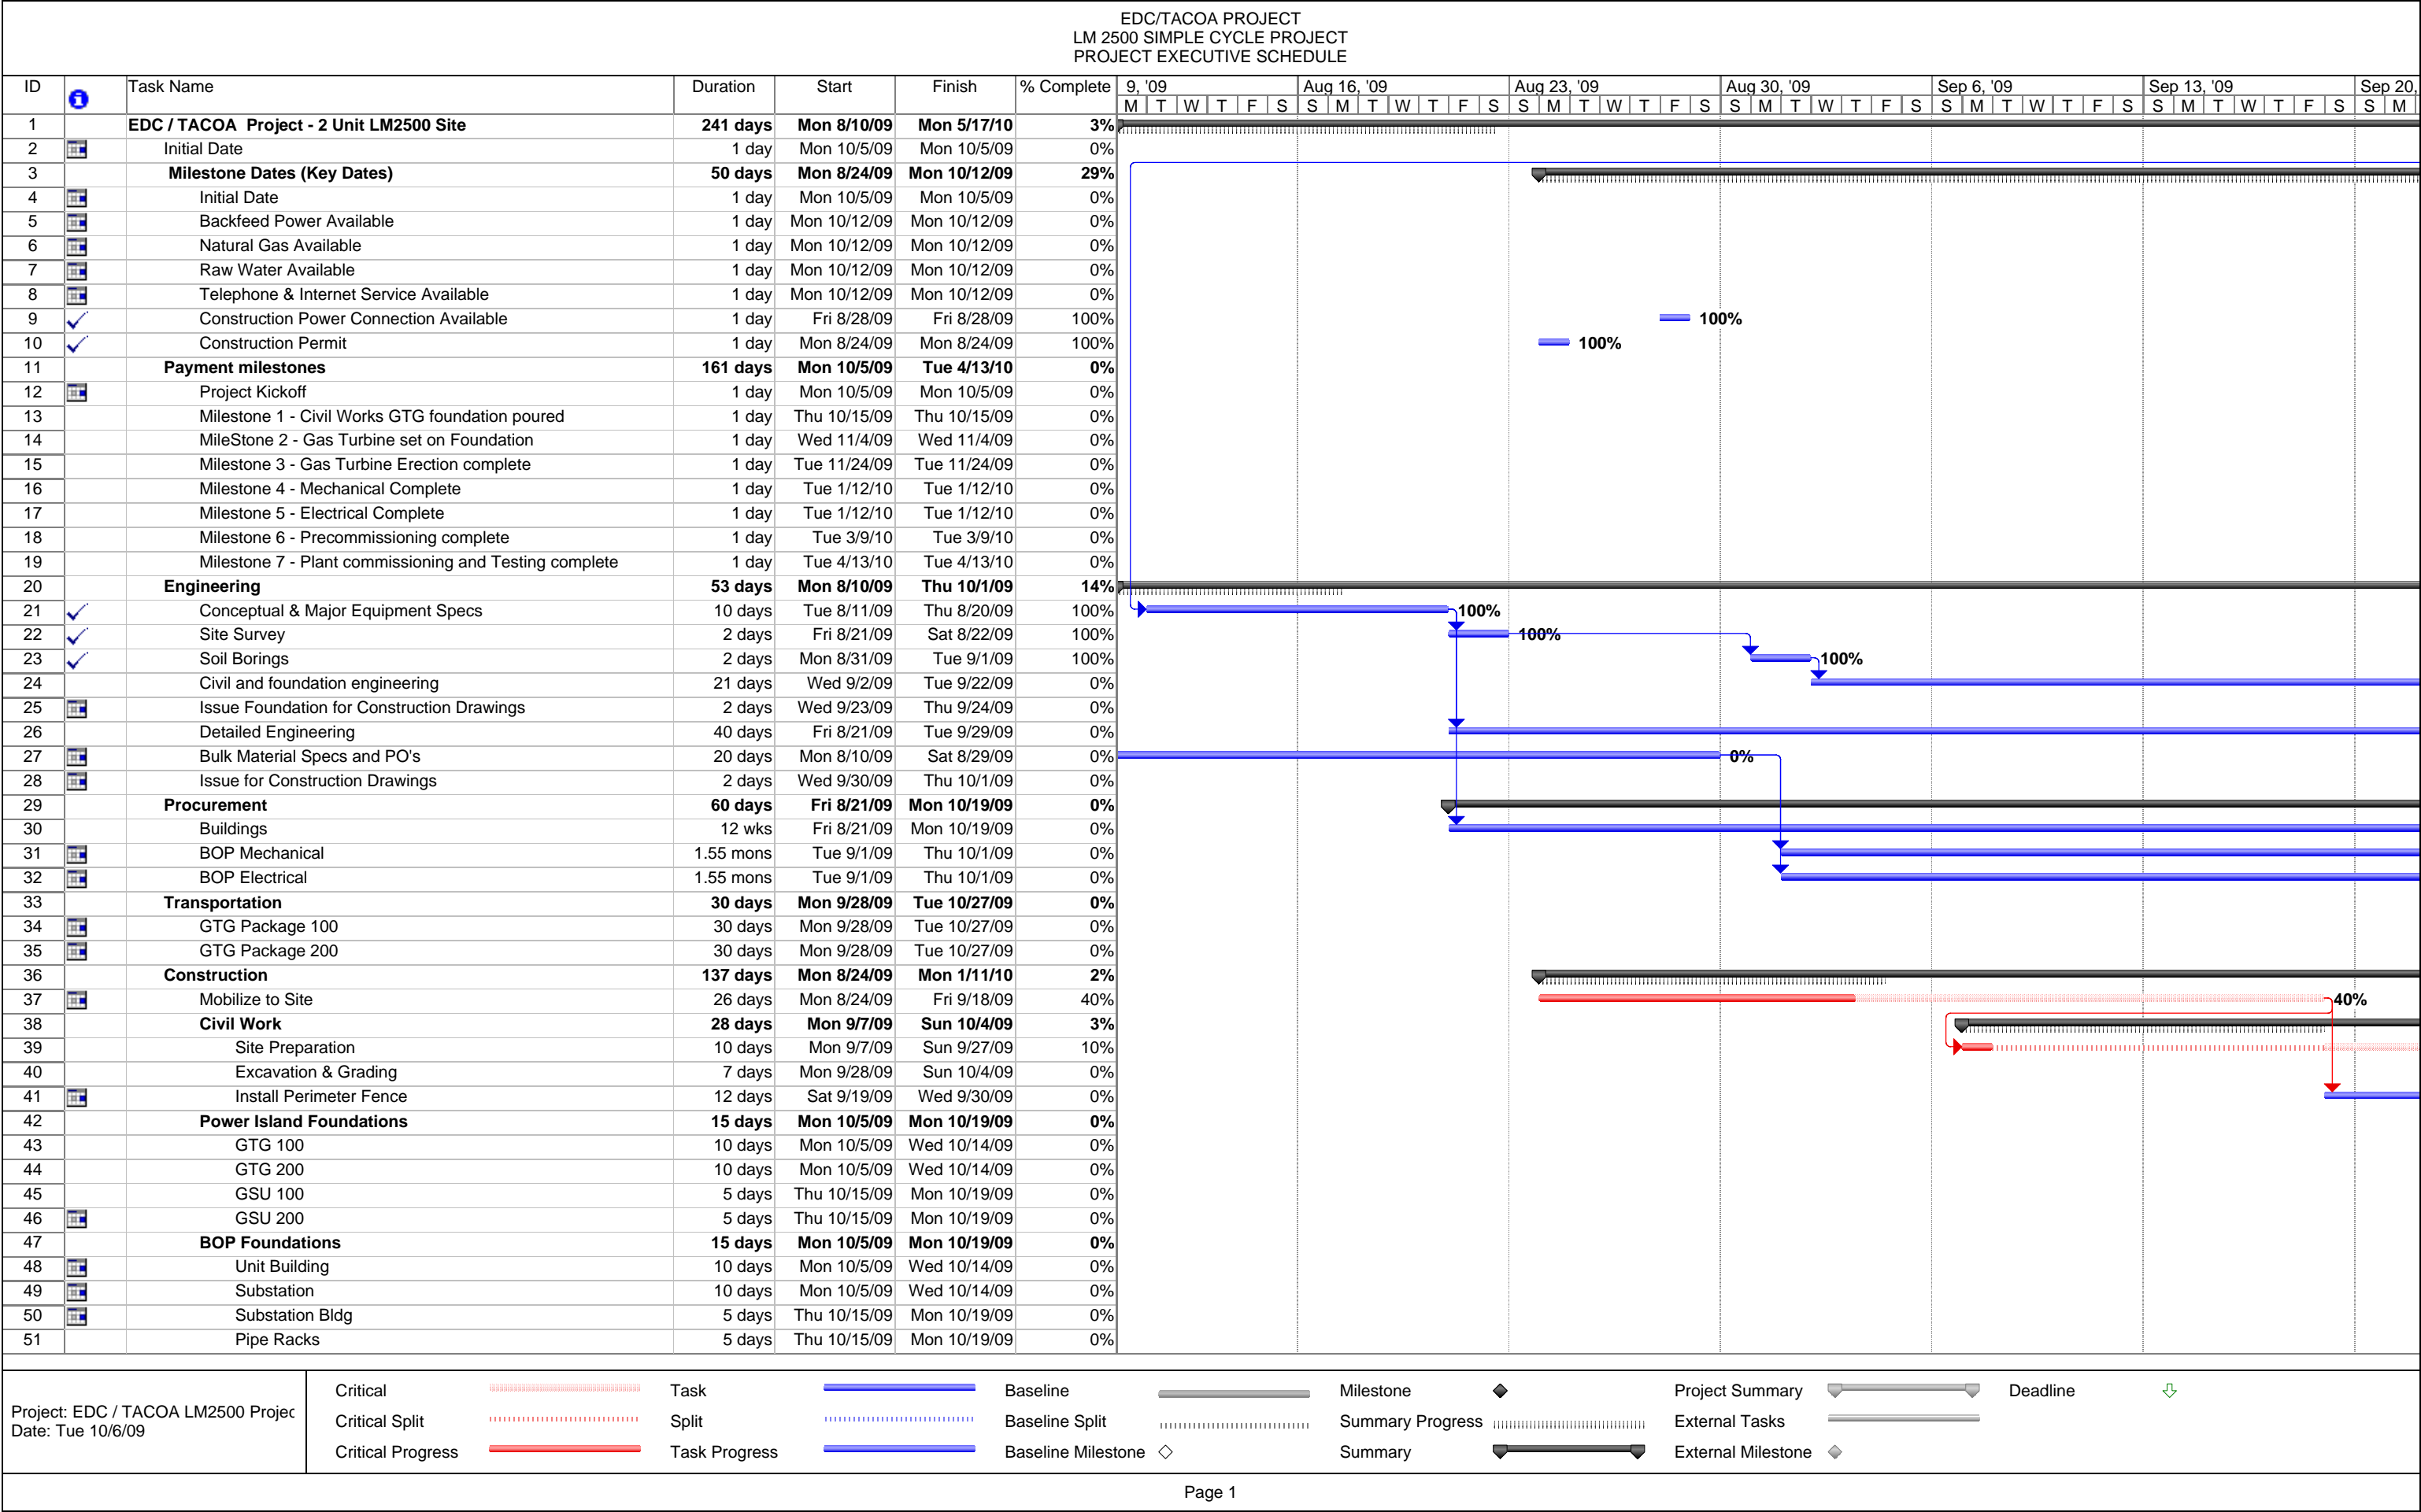 EDC/TACOA PROJECT
LM 2500 SIMPLE CYCLE PROJECT
PROJECT EXECUTIVE SCHEDULE
ID Task Name Duration Start Finish % Complete 9, '09 Aug 16, '09 Aug 23, '09 Aug 30, '09 Sep 6, '09 Sep 13, '09 Sep 20,
M T W T F S S M T W T F S S M T W T F S S M T W T F S S M T W T F S S M T W T F S S M
1 EDC / TACOA Project - 2 Unit LM2500 Site 241 days Mon 8/10/09 Mon 5/17/10 3%
2 Initial Date 1 day Mon 10/5/09 Mon 10/5/09 0%
3 Milestone Dates (Key Dates) 50 days Mon 8/24/09 Mon 10/12/09 29%
4 Initial Date 1 day Mon 10/5/09 Mon 10/5/09 0%
5 Backfeed Power Available 1 day Mon 10/12/09 Mon 10/12/09 0%
6 Natural Gas Available 1 day Mon 10/12/09 Mon 10/12/09 0%
7 Raw Water Available 1 day Mon 10/12/09 Mon 10/12/09 0%
8 Telephone & Internet Service Available 1 day Mon 10/12/09 Mon 10/12/09 0%
9 Construction Power Connection Available 1 day Fri 8/28/09 Fri 8/28/09 100% 100%
10 Construction Permit 1 day Mon 8/24/09 Mon 8/24/09 100% 100%
11 Payment milestones 161 days Mon 10/5/09 Tue 4/13/10 0%
12 Project Kickoff 1 day Mon 10/5/09 Mon 10/5/09 0%
13 Milestone 1 - Civil Works GTG foundation poured 1 day Thu 10/15/09 Thu 10/15/09 0%
14 MileStone 2 - Gas Turbine set on Foundation 1 day Wed 11/4/09 Wed 11/4/09 0%
15 Milestone 3 - Gas Turbine Erection complete 1 day Tue 11/24/09 Tue 11/24/09 0%
16 Milestone 4 - Mechanical Complete 1 day Tue 1/12/10 Tue 1/12/10 0%
17 Milestone 5 - Electrical Complete 1 day Tue 1/12/10 Tue 1/12/10 0%
18 Milestone 6 - Precommissioning complete 1 day Tue 3/9/10 Tue 3/9/10 0%
19 Milestone 7 - Plant commissioning and Testing complete 1 day Tue 4/13/10 Tue 4/13/10 0%
20 Engineering 53 days Mon 8/10/09 Thu 10/1/09 14%
21 Conceptual & Major Equipment Specs 10 days Tue 8/11/09 Thu 8/20/09 100% 100%
22 Site Survey 2 days Fri 8/21/09 Sat 8/22/09 100% 100%
23 Soil Borings 2 days Mon 8/31/09 Tue 9/1/09 100% 100%
24 Civil and foundation engineering 21 days Wed 9/2/09 Tue 9/22/09 0%
25 Issue Foundation for Construction Drawings 2 days Wed 9/23/09 Thu 9/24/09 0%
26 Detailed Engineering 40 days Fri 8/21/09 Tue 9/29/09 0%
27 Bulk Material Specs and PO's 20 days Mon 8/10/09 Sat 8/29/09 0% 0%
28 Issue for Construction Drawings 2 days Wed 9/30/09 Thu 10/1/09 0%
29 Procurement 60 days Fri 8/21/09 Mon 10/19/09 0%
30 Buildings 12 wks Fri 8/21/09 Mon 10/19/09 0%
31 BOP Mechanical 1.55 mons Tue 9/1/09 Thu 10/1/09 0%
32 BOP Electrical 1.55 mons Tue 9/1/09 Thu 10/1/09 0%
33 Transportation 30 days Mon 9/28/09 Tue 10/27/09 0%
34 GTG Package 100 30 days Mon 9/28/09 Tue 10/27/09 0%
35 GTG Package 200 30 days Mon 9/28/09 Tue 10/27/09 0%
36 Construction 137 days Mon 8/24/09 Mon 1/11/10 2%
37 Mobilize to Site 26 days Mon 8/24/09 Fri 9/18/09 40% 40%
38 Civil Work 28 days Mon 9/7/09 Sun 10/4/09 3%
39 Site Preparation 10 days Mon 9/7/09 Sun 9/27/09 10%
40 Excavation & Grading 7 days Mon 9/28/09 Sun 10/4/09 0%
41 Install Perimeter Fence 12 days Sat 9/19/09 Wed 9/30/09 0%
42 Power Island Foundations 15 days Mon 10/5/09 Mon 10/19/09 0%
43 GTG 100 10 days Mon 10/5/09 Wed 10/14/09 0%
44 GTG 200 10 days Mon 10/5/09 Wed 10/14/09 0%
45 GSU 100 5 days Thu 10/15/09 Mon 10/19/09 0%
46 GSU 200 5 days Thu 10/15/09 Mon 10/19/09 0%
47 BOP Foundations 15 days Mon 10/5/09 Mon 10/19/09 0%
48 Unit Building 10 days Mon 10/5/09 Wed 10/14/09 0%
49 Substation 10 days Mon 10/5/09 Wed 10/14/09 0%
50 Substation Bldg 5 days Thu 10/15/09 Mon 10/19/09 0%
51 Pipe Racks 5 days Thu 10/15/09 Mon 10/19/09 0%
Project: EDC / TACOA LM2500 Projec
Date: Tue 10/6/09
Critical Task Baseline Milestone Project Summary Deadline
Critical Split Split Baseline Split Summary Progress External Tasks
Critical Progress Task Progress Baseline Milestone Summary External Milestone
Page 1